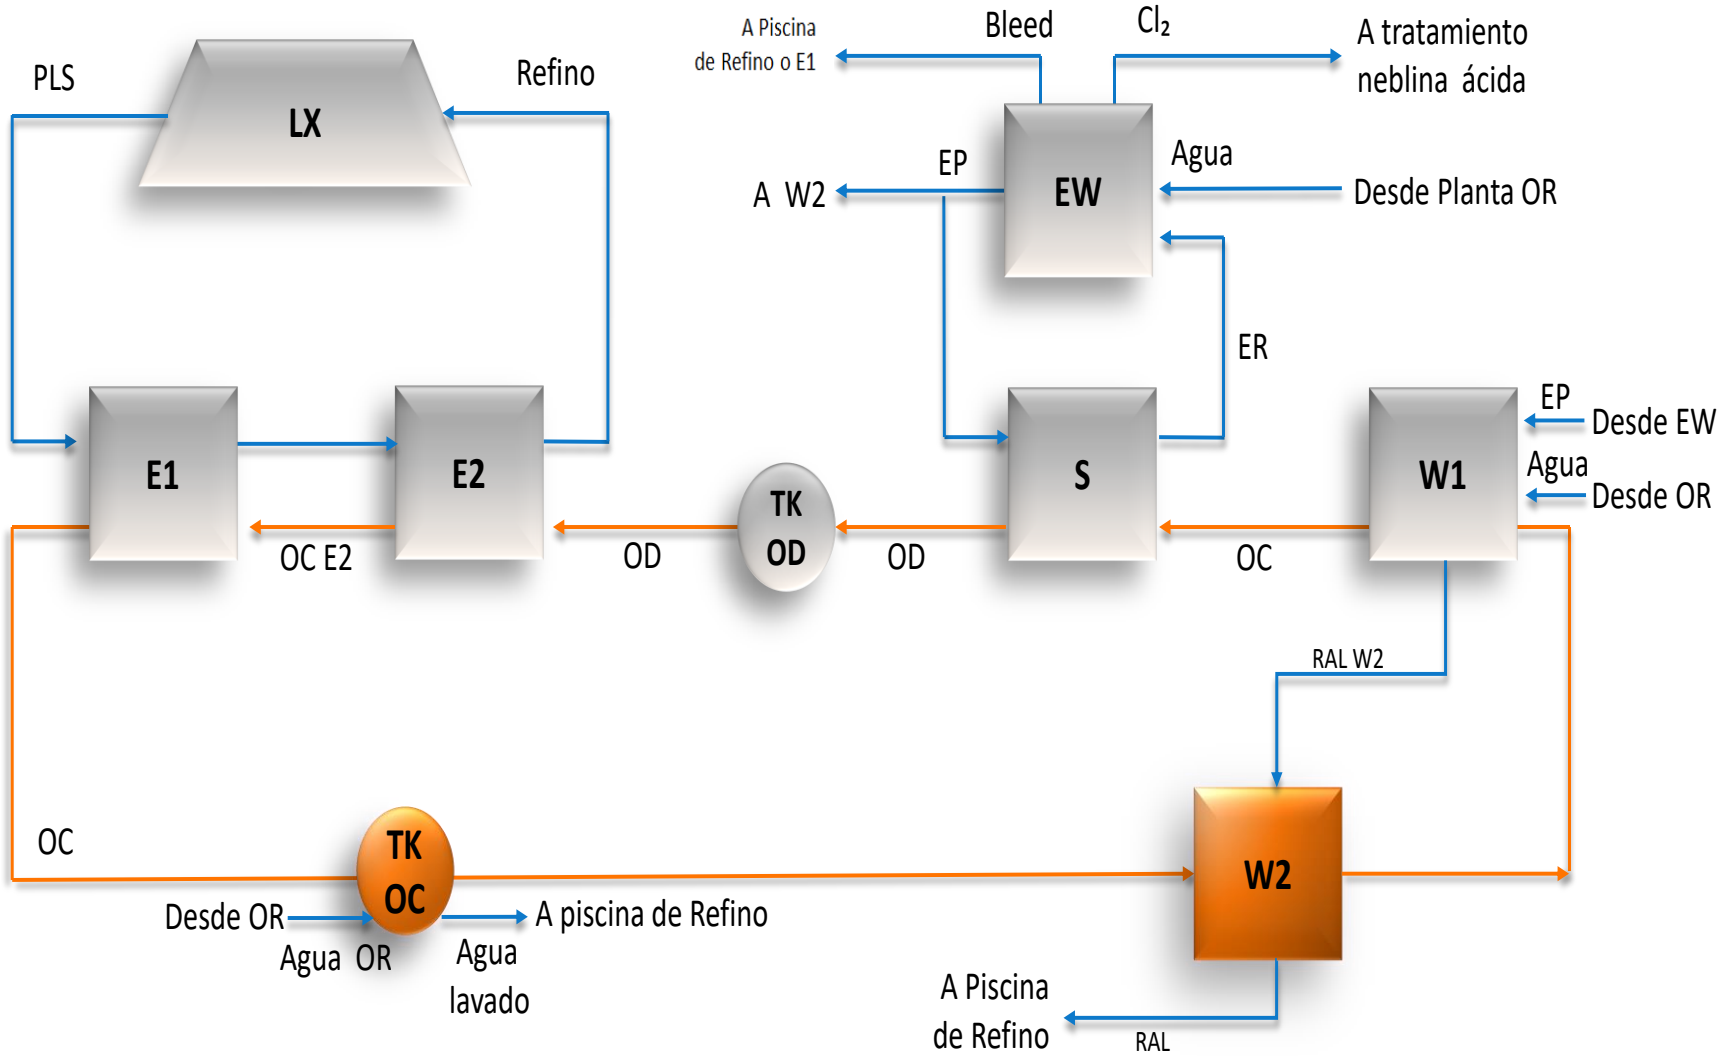 PLS
LX
Refino
A Piscina
de Refino o E1
Bleed
Cl₂
A tratamiento
neblina ácida
EP
A W2
EW
Agua
Desde Planta OR
ER
E1
E2
TK
OD
S
W1
EP
Desde EW
Agua
Desde OR
OC E2
OD
OD
OC
RAL W2
OC
TK
OC
W2
Desde OR
A piscina de Refino
Agua OR
Agua
lavado
A Piscina
de Refino
RAL